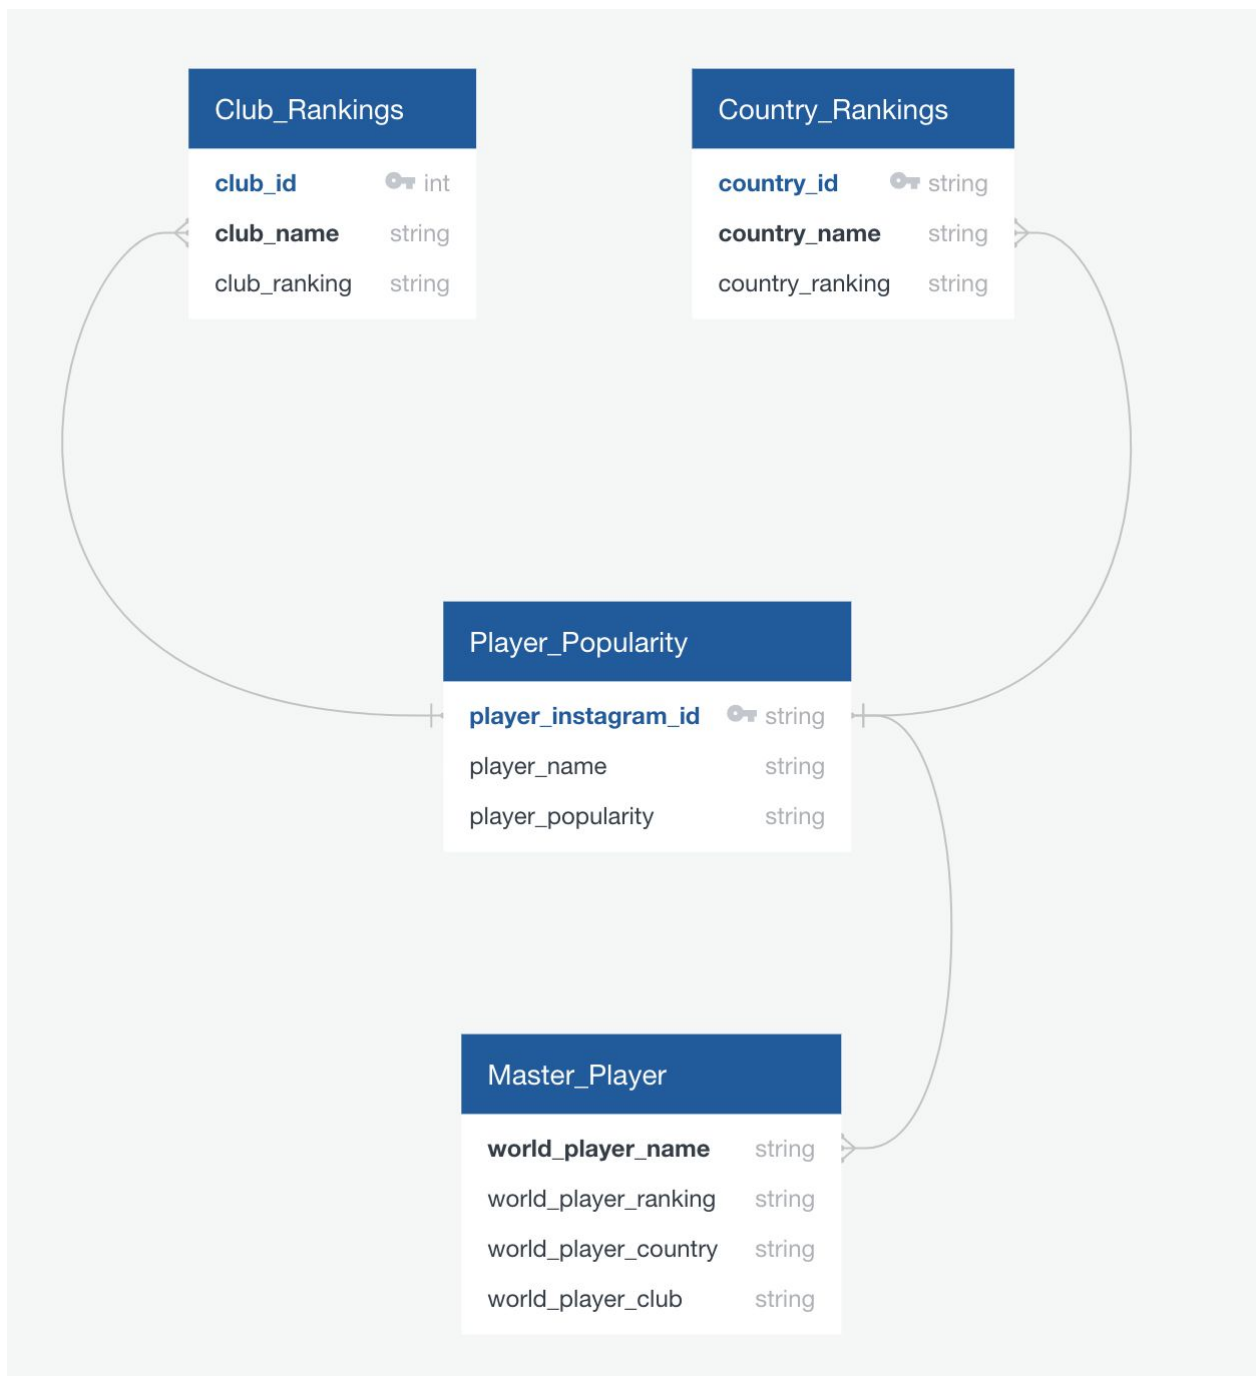 Club_Rankings
club_id int
club_name string
club_ranking string
Country_Rankings
country_id string
country_name string
country_ranking string
Player_Popularity
player_instagram_id string
player_name string
player_popularity string
Master_Player
world_player_name string
world_player_ranking string
world_player_country string
world_player_club string